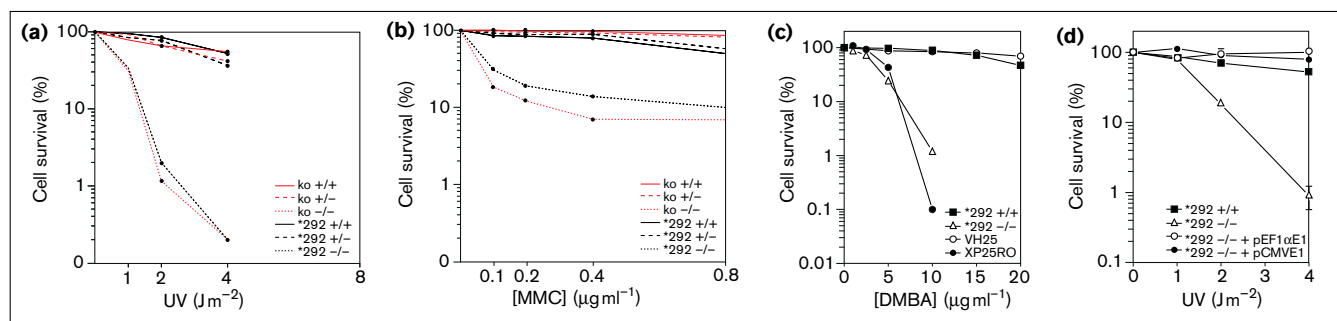 (a)
Cell survival (%)
100
10
1
0
1
2
4
8
UV (J m⁻²)
ko +/+
ko +/−
ko −/−
*292 +/+
*292 +/−
*292 −/−
(b)
Cell survival (%)
100
10
1
0
0.1
0.2
0.4
0.8
[MMC] (µg ml⁻¹)
ko +/+
ko +/−
ko −/−
*292 +/+
*292 +/−
*292 −/−
(c)
Cell survival (%)
100
10
1
0.1
0.01
0
5
10
15
20
[DMBA] (µg ml⁻¹)
*292 +/+
*292 −/−
VH25
XP25RO
(d)
Cell survival (%)
100
10
1
0.1
0
1
2
3
4
UV (J m⁻²)
*292 +/+
*292 −/−
*292 −/− + pEF1αE1
*292 −/− + pCMVE1